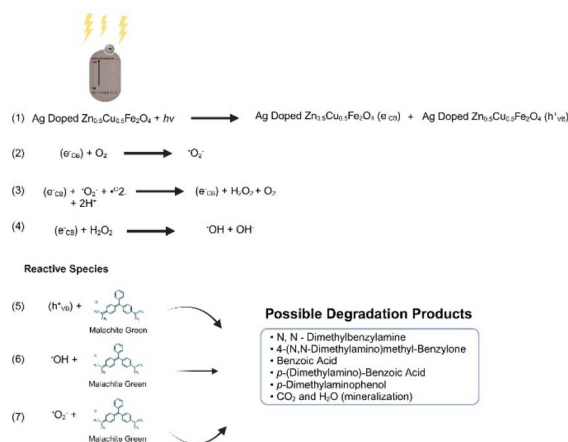 (1) Ag Doped Zn₀.₅Cu₀.₅Fe₂O₄ + hv Ag Doped Zn₀.₅Cu₀.₅Fe₂O₄ (e⁻CB) + Ag Doped Zn₀.₅Cu₀.₅Fe₂O₄ (h⁺VB)
(2) (e⁻CB) + O₂ •O₂⁻
(3) (e⁻CB) + •O₂⁻ + (e⁻CB) + H₂O₂ + O₂
+ 2H⁺
(4) (e⁻CB) + H₂O₂ •OH + OH⁻
Reactive Species
(5) (h⁺VB) +
Malachite Green
Possible Degradation Products
• N, N - Dimethylbenzylamine
• 4-(N,N-Dimethylamino)methyl-Benzylone
• Benzoic Acid
• p-(Dimethylamino)-Benzoic Acid
• p-Dimethylaminophenol
• CO₂ and H₂O (mineralization)
(6) •OH +
Malachite Green
(7) •O₂⁻ +
Malachite Green